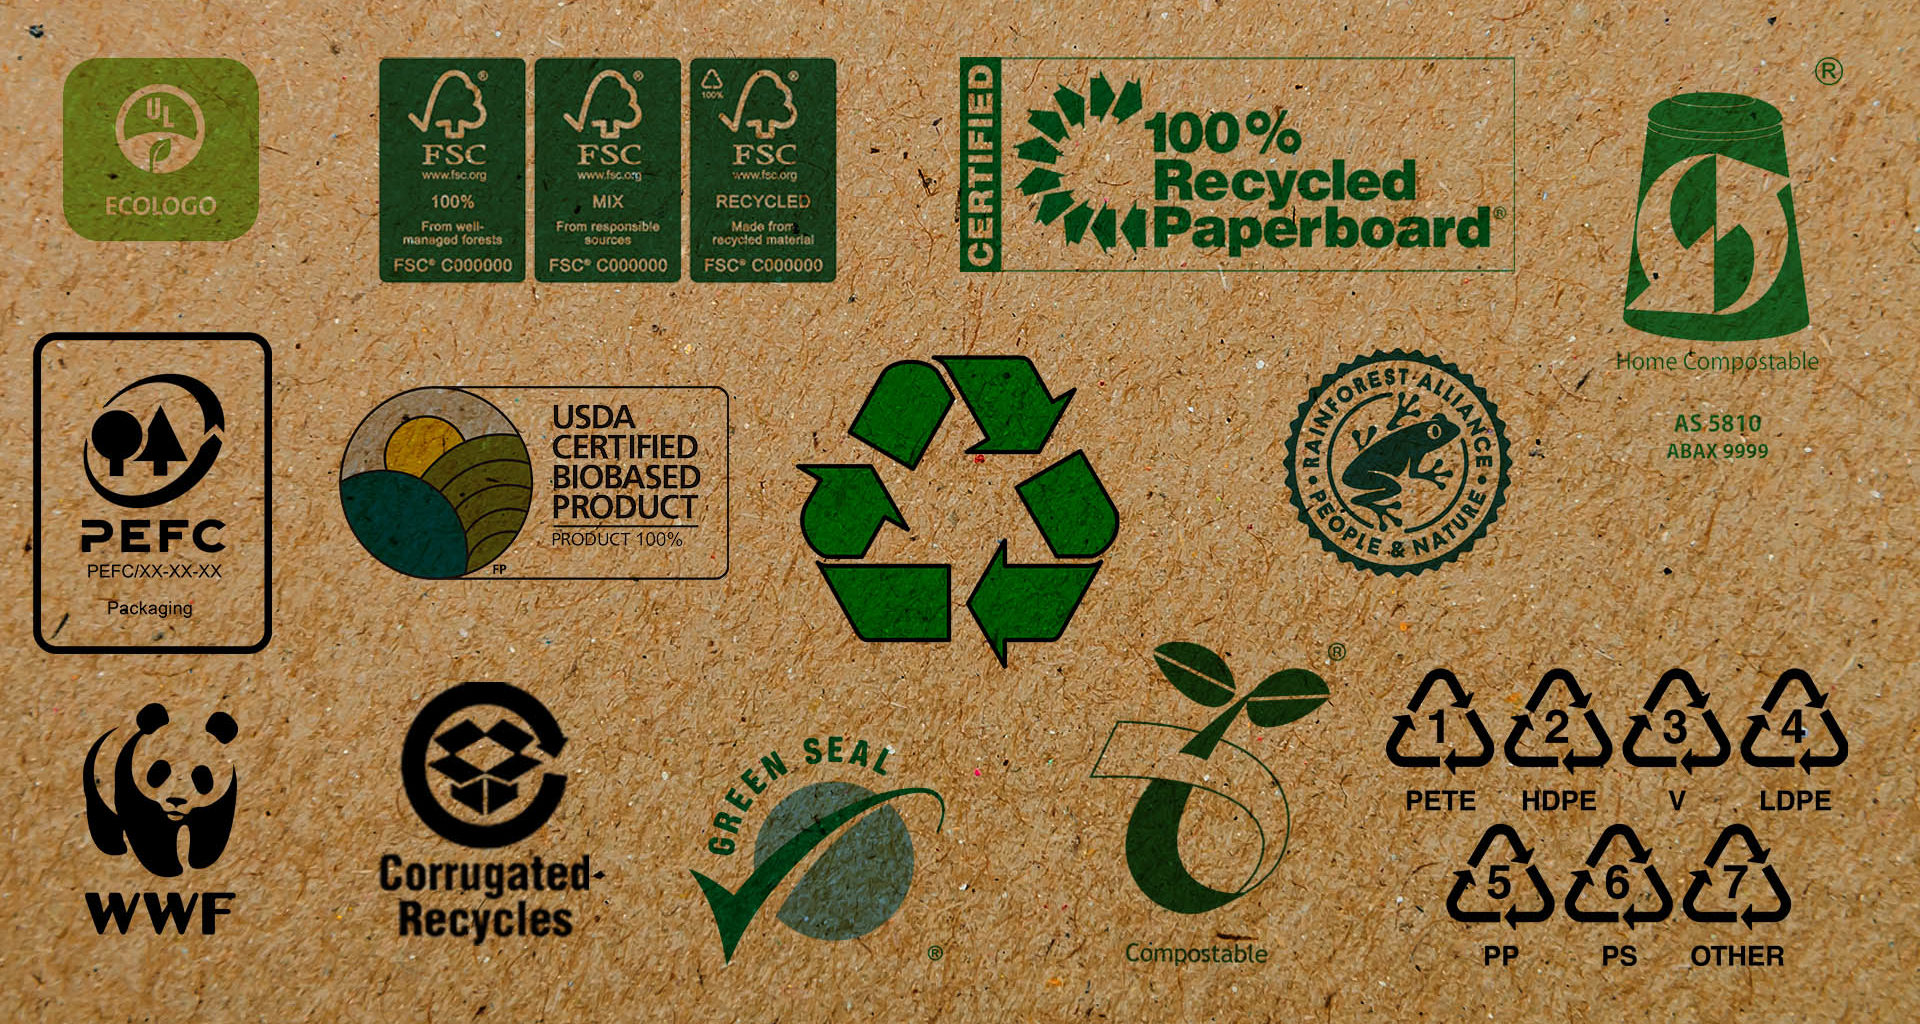 UL
ECOLOGO
®
FSC
www.fsc.org
100%
From well-
managed forests
FSC® C000000
®
FSC
www.fsc.org
MIX
From responsible
sources
FSC® C000000
100%
®
FSC
www.fsc.org
RECYCLED
Made from
recycled material
FSC® C000000
CERTIFIED
100%
Recycled
Paperboard®
®
Home Compostable
AS 5810
ABAX 9999
PEFC
PEFC/XX-XX-XX
Packaging
USDA
CERTIFIED
BIOBASED
PRODUCT
PRODUCT 100%
FP
RAINFOREST ALLIANCE
PEOPLE & NATURE
WWF
Corrugated
Recycles
GREEN SEAL
®
®
Compostable
1 2 3 4
PETE HDPE V LDPE
5 6 7
PP PS OTHER